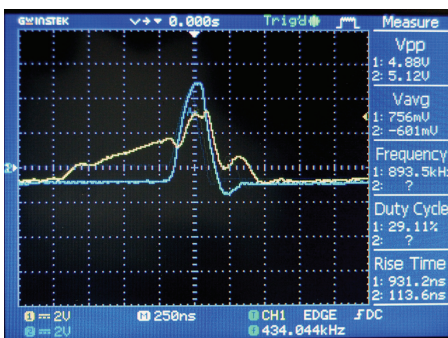 GWINSTEK 0.000s Trig'd Measure
Vpp
1: 4.88V
2: 5.12V
Vavg
1: 756mV
2: -601mV
Frequency
1: 893.5kHz
2: ?
Duty Cycle
1: 29.11%
2: ?
Rise Time
1: 931.2ns
2: 113.6ns
2
1 == 2V M 250ns CH1 EDGE DC
2 == 2V 434.044kHz